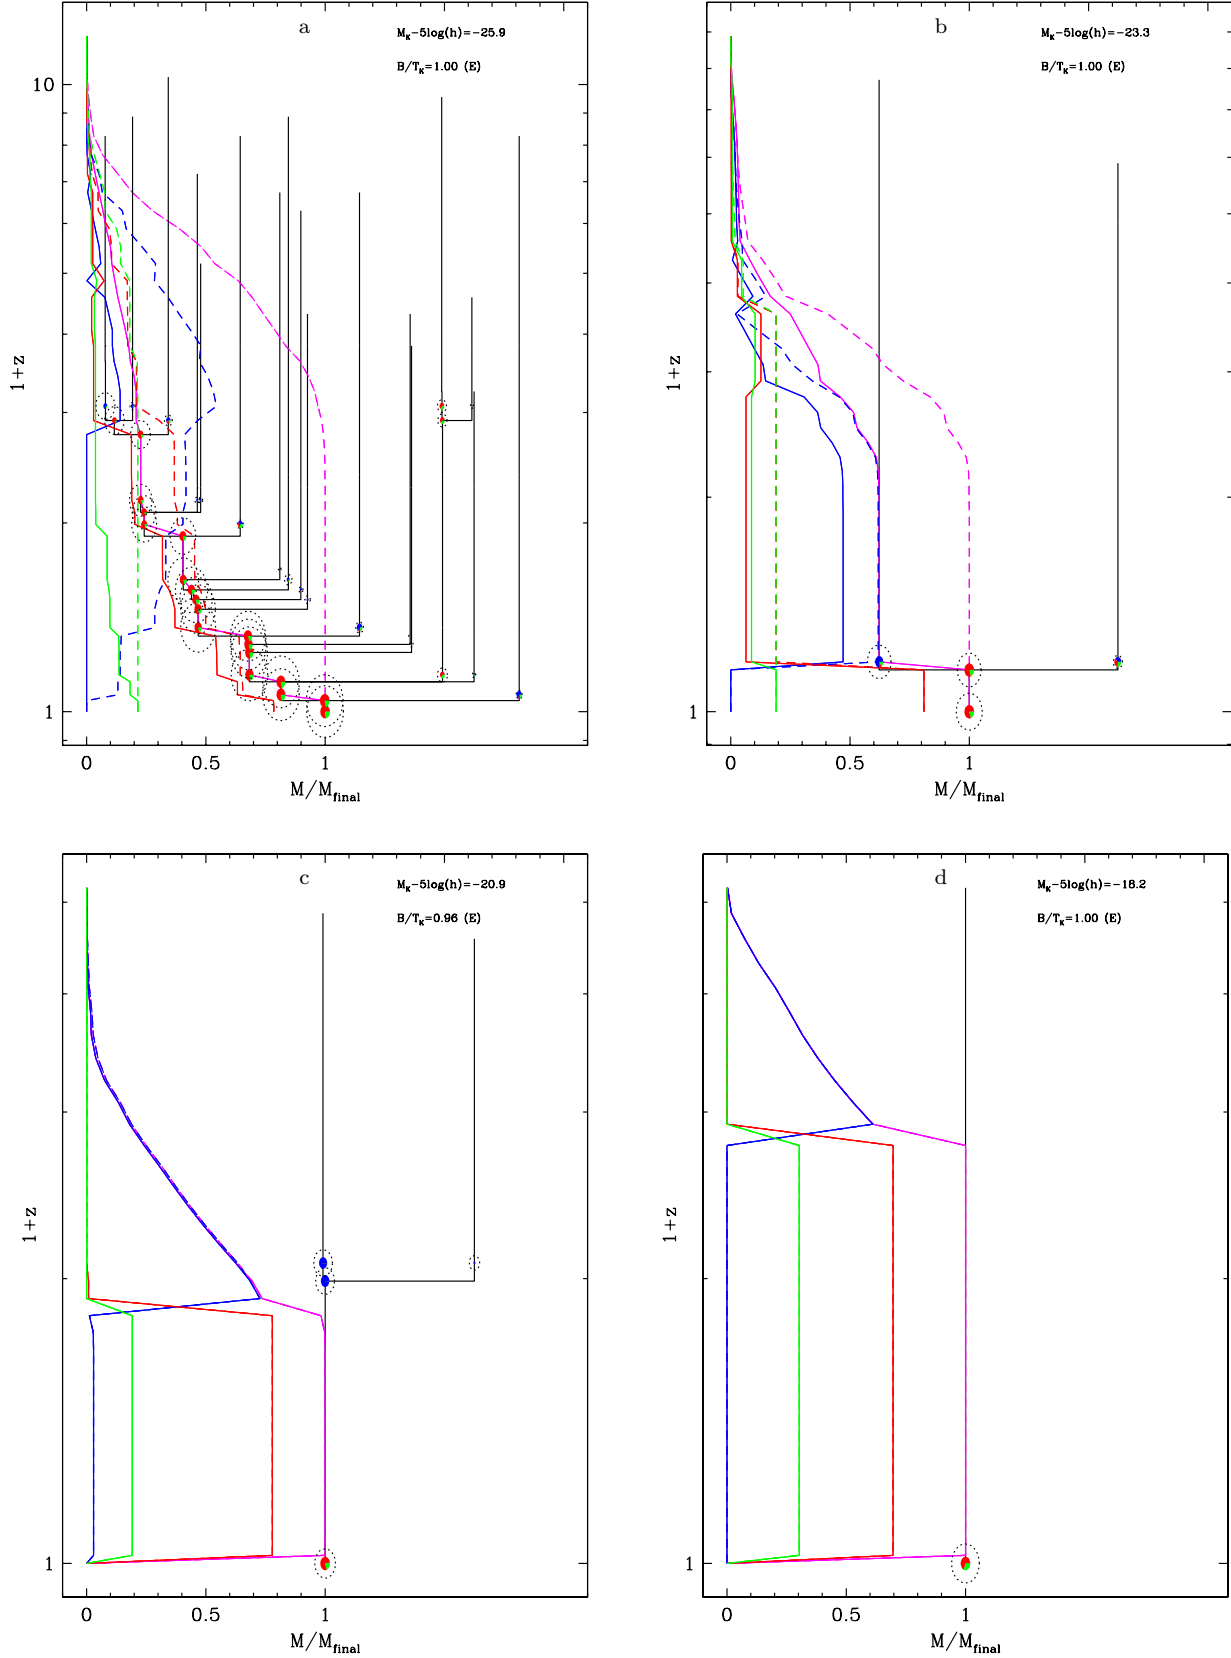 a
M_K-5log(h)=-25.9
B/T_K=1.00 (E)
10
1+z
1
0 0.5 1
M/M_final
b
M_K-5log(h)=-23.3
B/T_K=1.00 (E)
1+z
1
0 0.5 1
M/M_final
c
M_K-5log(h)=-20.9
B/T_K=0.96 (E)
1+z
1
0 0.5 1
M/M_final
d
M_K-5log(h)=-18.2
B/T_K=1.00 (E)
1+z
1
0 0.5 1
M/M_final